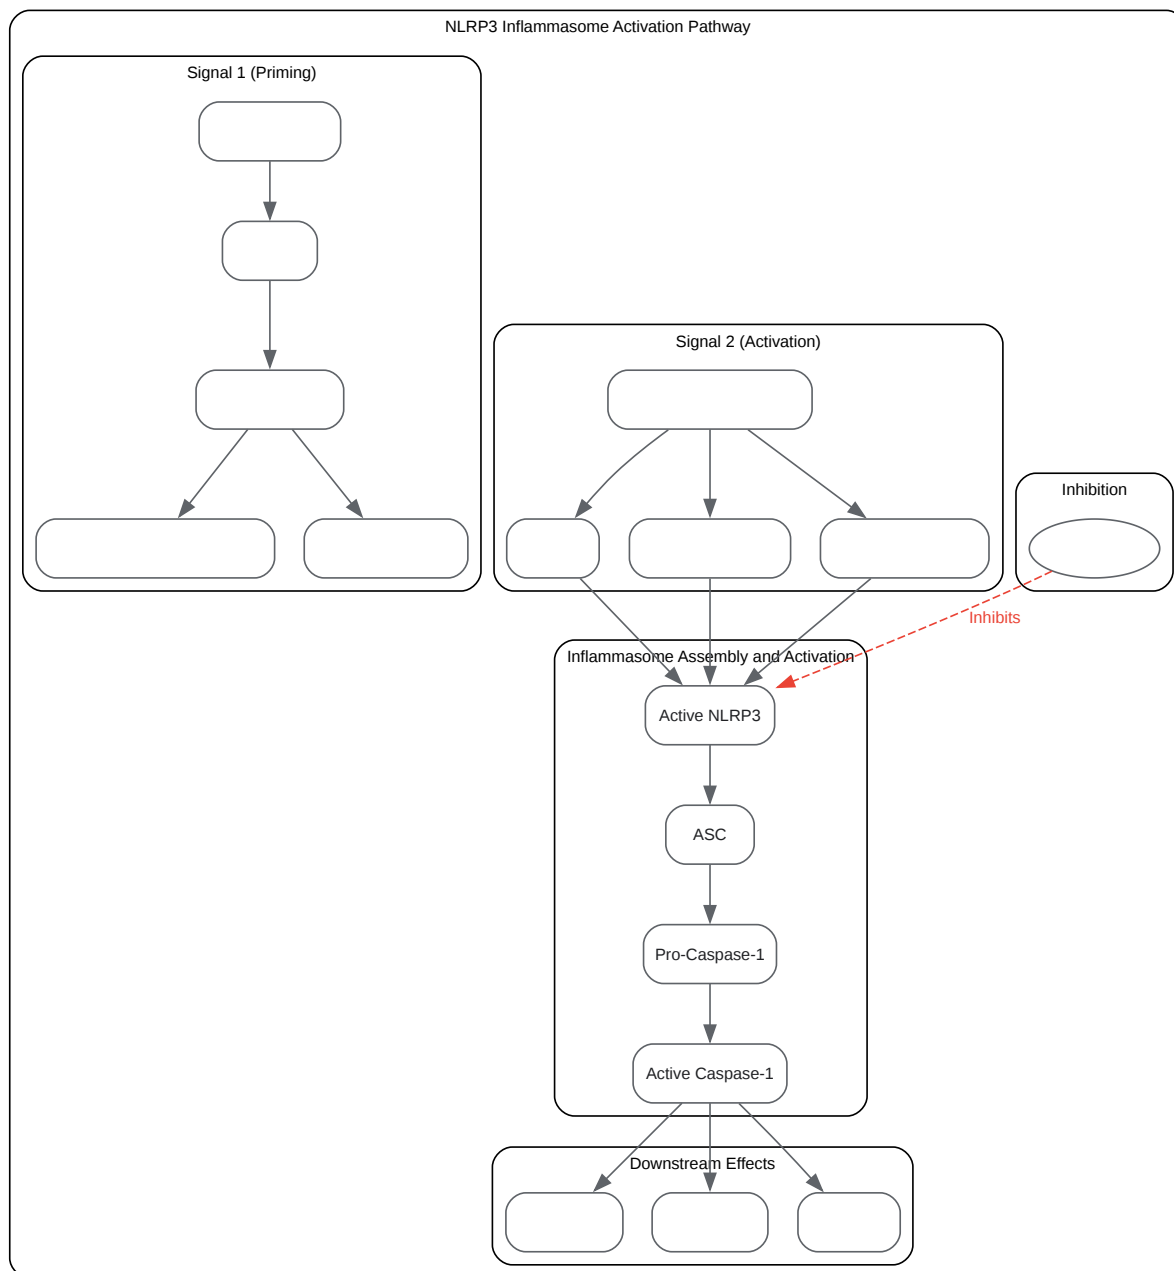 NLRP3 Inflammasome Activation Pathway
Signal 1 (Priming)
Signal 2 (Activation)
Inhibition
Inhibits
Inflammasome Assembly and Activation
Active NLRP3
ASC
Pro-Caspase-1
Active Caspase-1
Downstream Effects